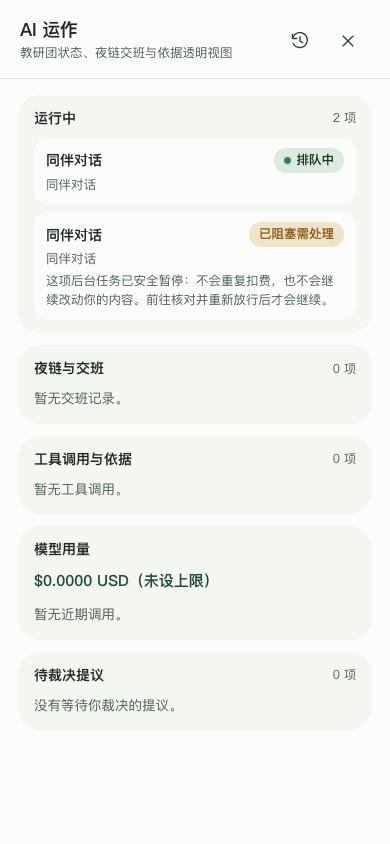 AI 运作
教研团状态、夜链交班与依据透明视图
运行中
2 项
同伴对话
排队中
同伴对话
同伴对话
已阻塞需处理
同伴对话
这项后台任务已安全暂停：不会重复扣费，也不会继
续改动你的内容。前往核对并重新放行后才会继续。
夜链与交班
0 项
暂无交班记录。
工具调用与依据
0 项
暂无工具调用。
模型用量
$0.0000 USD（未设上限）
暂无近期调用。
待裁决提议
0 项
没有等待你裁决的提议。